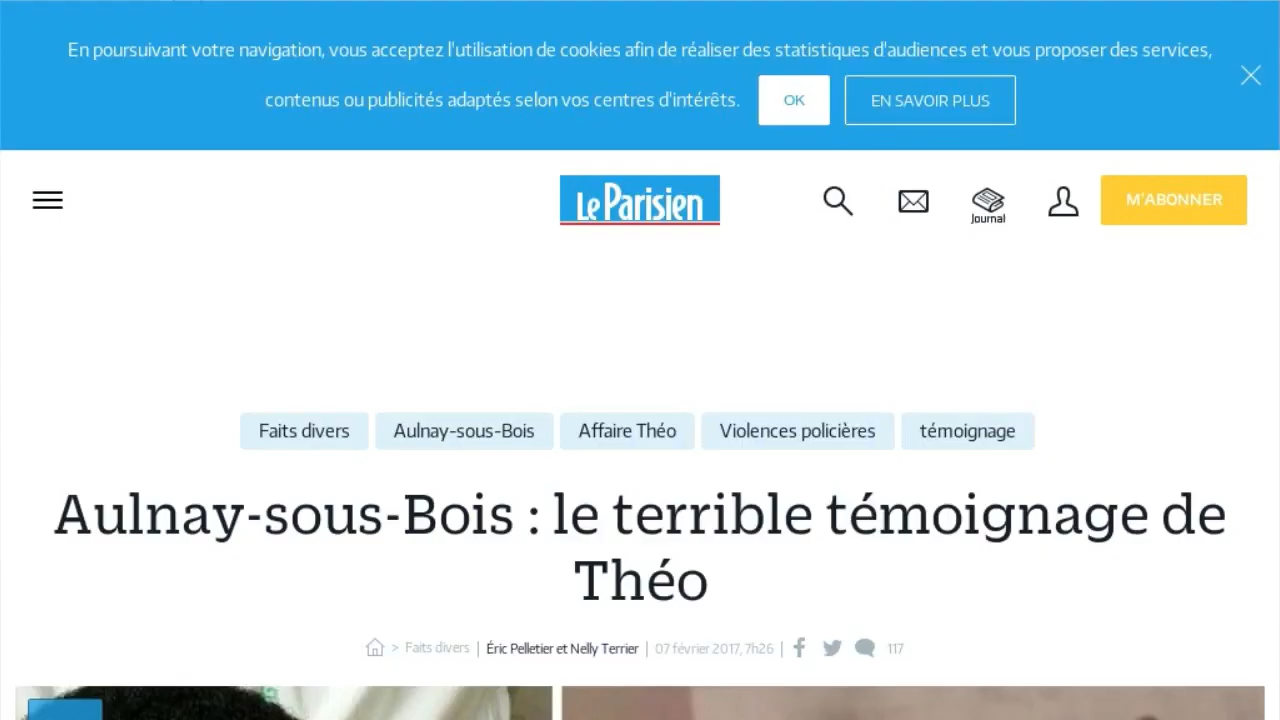 En poursuivant votre navigation, vous acceptez l'utilisation de cookies afin de réaliser des statistiques d'audiences et vous proposer des services,
contenus ou publicités adaptés selon vos centres d'intérêts.
OK
EN SAVOIR PLUS
Le Parisien
Journal
M'ABONNER
Faits divers
Aulnay-sous-Bois
Affaire Théo
Violences policières
témoignage
Aulnay-sous-Bois : le terrible témoignage de
Théo
> Faits divers | Éric Pelletier et Nelly Terrier | 07 février 2017, 7h26 | 117